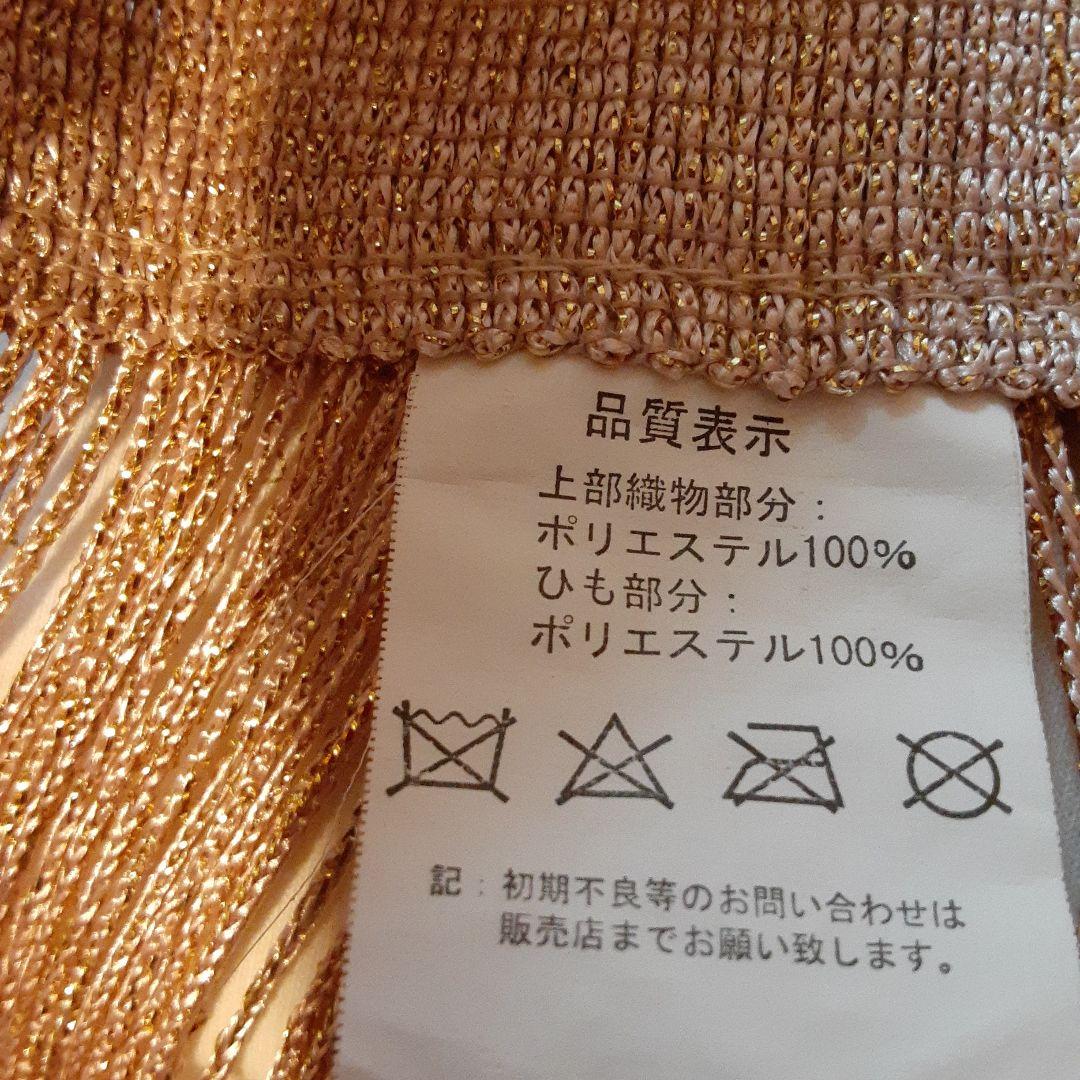 品質表示
上部織物部分：
ポリエステル100%
ひも部分：
ポリエステル100%
記：初期不良等のお問い合わせは
販売店までお願い致します。